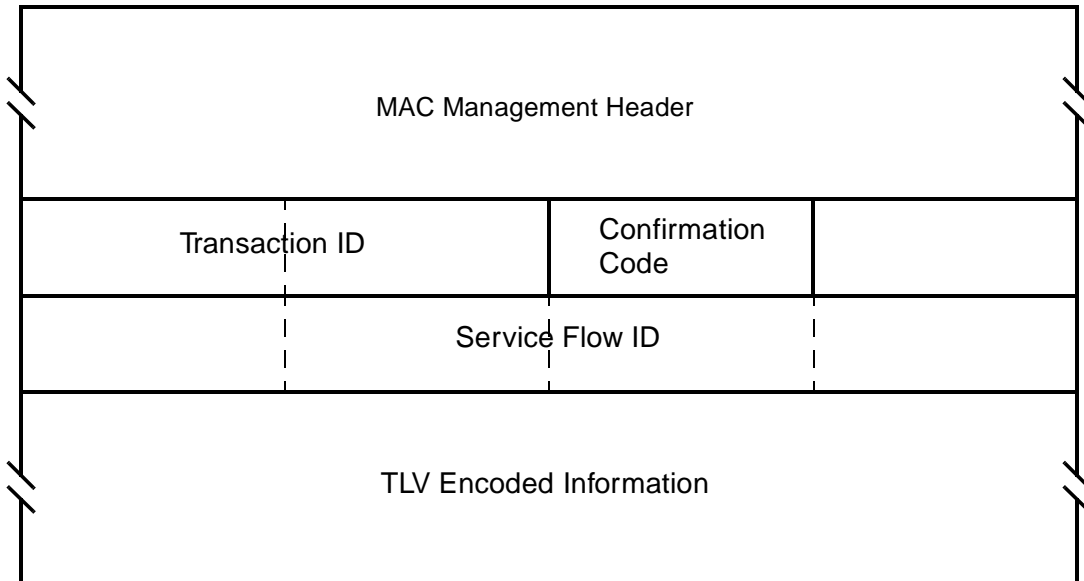 MAC Management Header
Transaction ID
Confirmation
Code
Service Flow ID
TLV Encoded Information